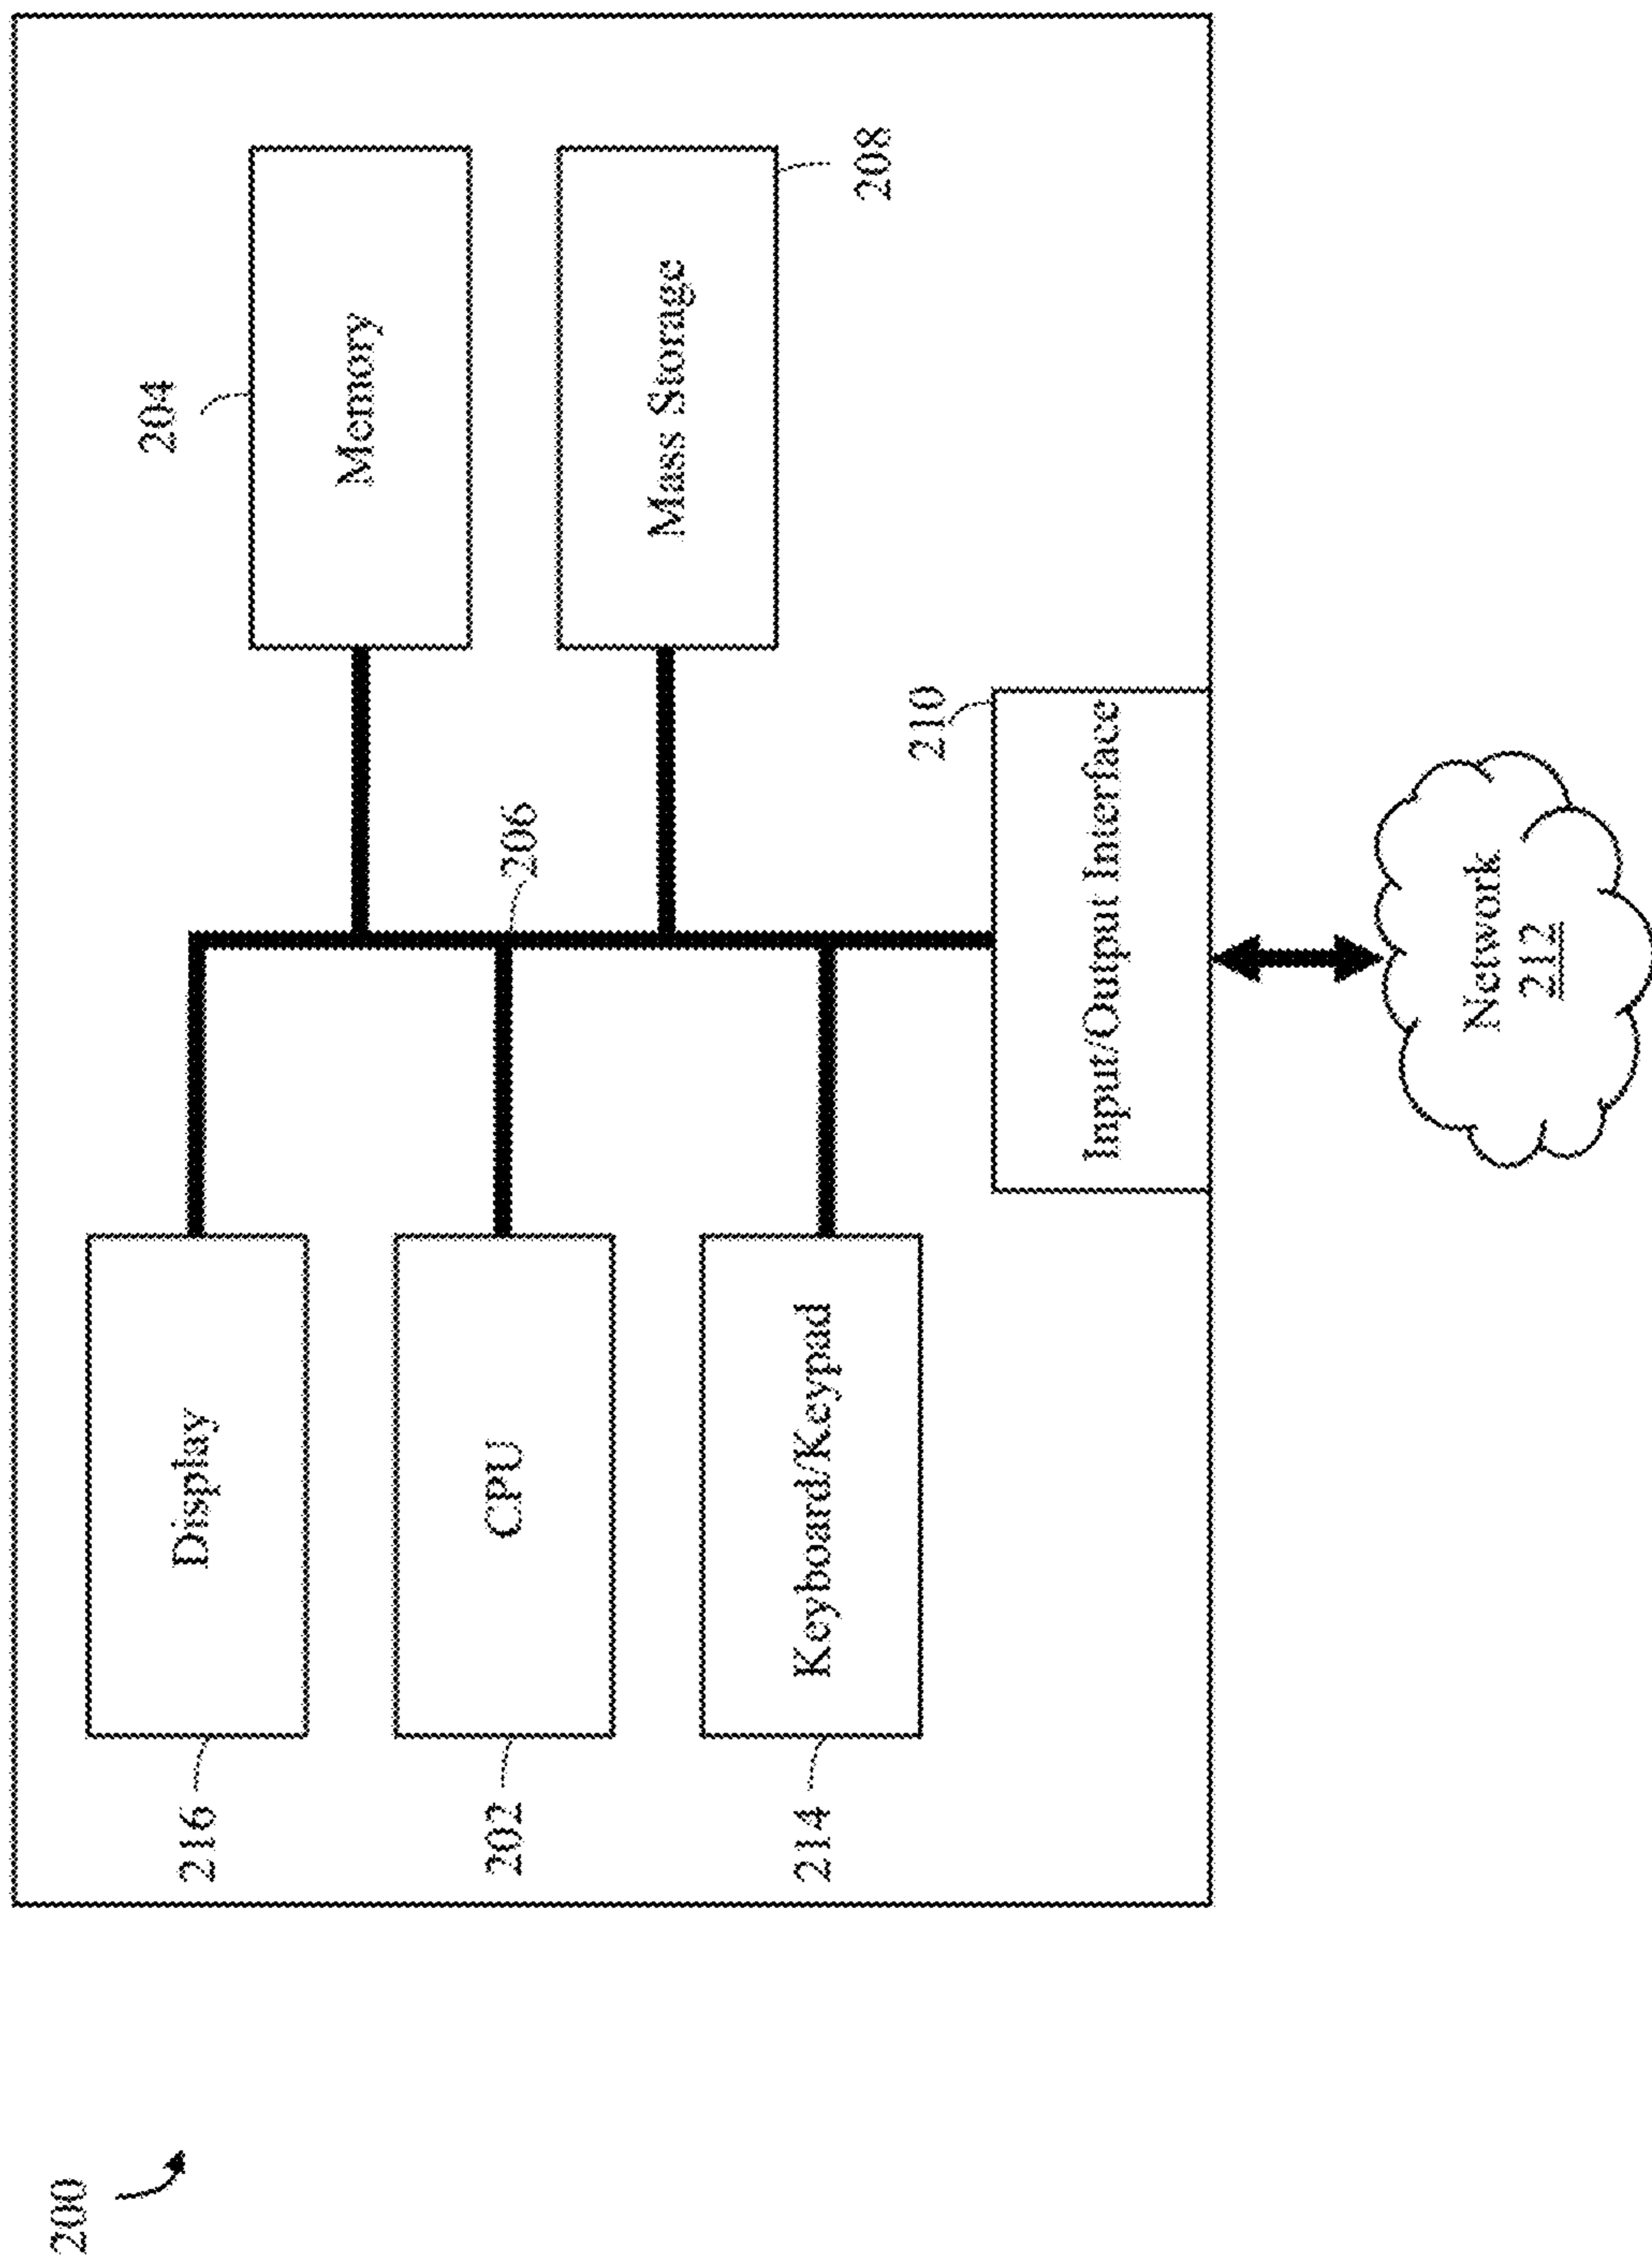 200
216
Display
204
Memory
202
CPU
206
Mass Storage
208
214
Keyboard/Keypad
210
Input/Output Interface
Network
212